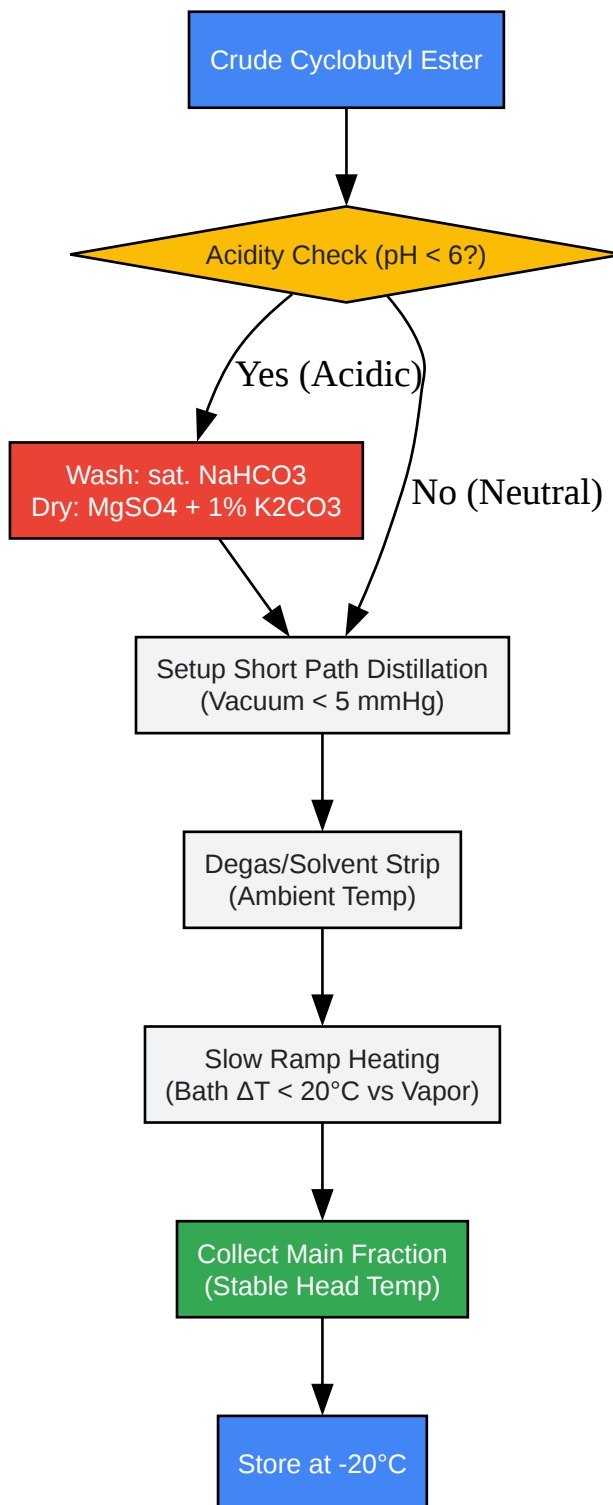 Crude Cyclobutyl Ester
Acidity Check (pH < 6?)
Yes (Acidic)
Wash: sat. NaHCO3
Dry: MgSO4 + 1% K2CO3
No (Neutral)
Setup Short Path Distillation
(Vacuum < 5 mmHg)
Degas/Solvent Strip
(Ambient Temp)
Slow Ramp Heating
(Bath ΔT < 20°C vs Vapor)
Collect Main Fraction
(Stable Head Temp)
Store at -20°C